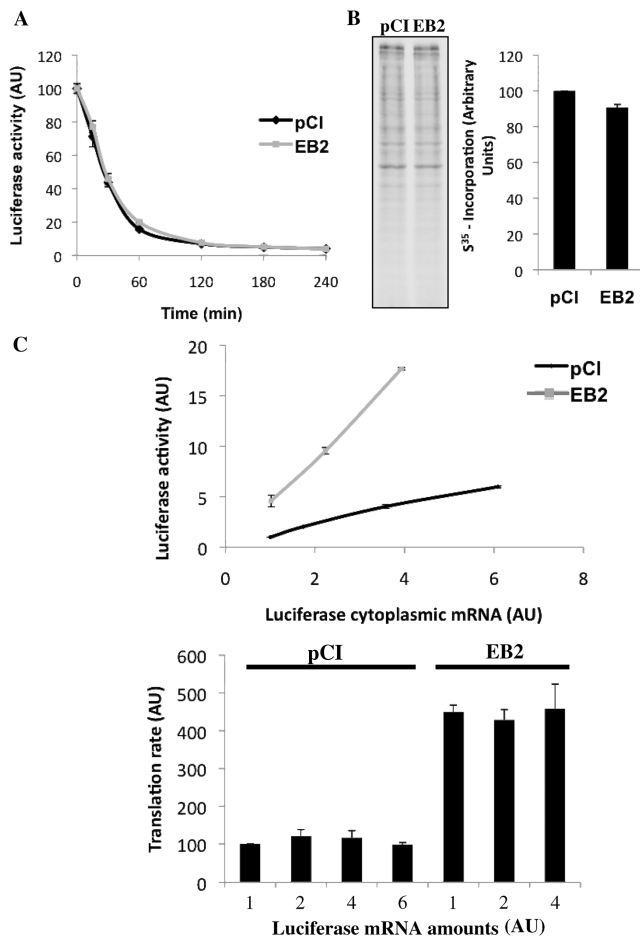 A
Luciferase activity (AU)
120
100
80
60
40
20
0
0 60 120 180 240
Time (min)
pCI
EB2
B
pCI EB2
S35 - Incorporation (Arbitrary
Units)
120
100
80
60
40
20
0
pCI EB2
C
Luciferase activity (AU)
20
15
10
5
0
0 2 4 6 8
Luciferase cytoplasmic mRNA (AU)
pCI
EB2
Translation rate (AU)
600
500
400
300
200
100
0
pCI EB2
1 2 4 6 1 2 4
Luciferase mRNA amounts (AU)